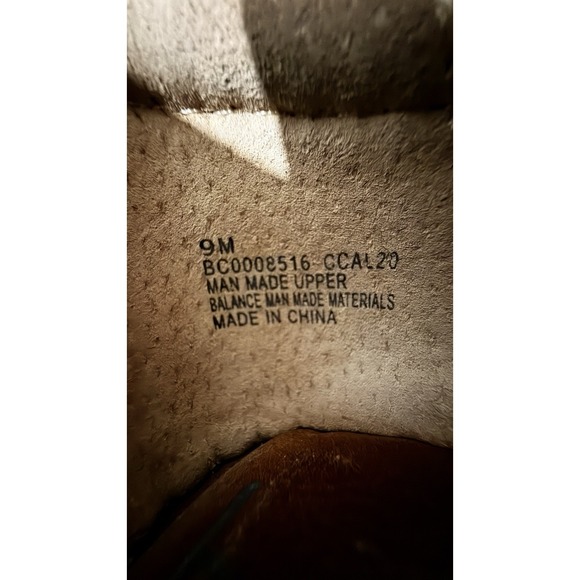 9M
BC0008516 CCAL20
MAN MADE UPPER
BALANCE MAN MADE MATERIALS
MADE IN CHINA